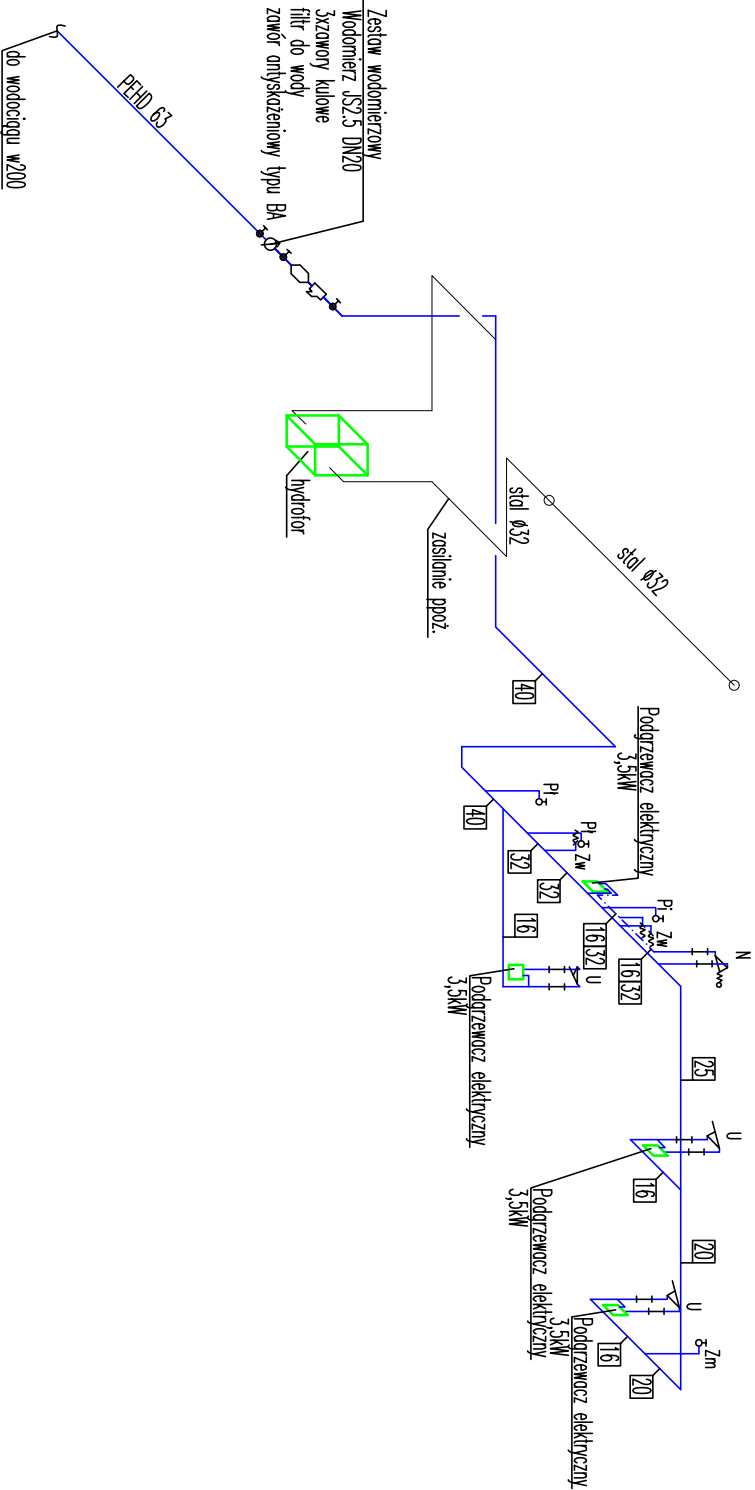 Zestaw wodomierzowy
Wodomierz JS2.5 DN20
3xzawory kulowe
filtr do wody
zawór antyskażeniowy typu BA
do wodociągu w200
PEHD 63
hydrofor
zasilanie ppoż.
stal ø32
stal ø32
40
40
Pł
32
Pł
Zw
32
Podgrzewacz elektryczny
3,5kW
Pi
Zw
16 32
16 32
N
16
U
Podgrzewacz elektryczny
3,5kW
25
U
16
Podgrzewacz elektryczny
3,5kW
20
U
16
Podgrzewacz elektryczny
3,5kW
Zm
20